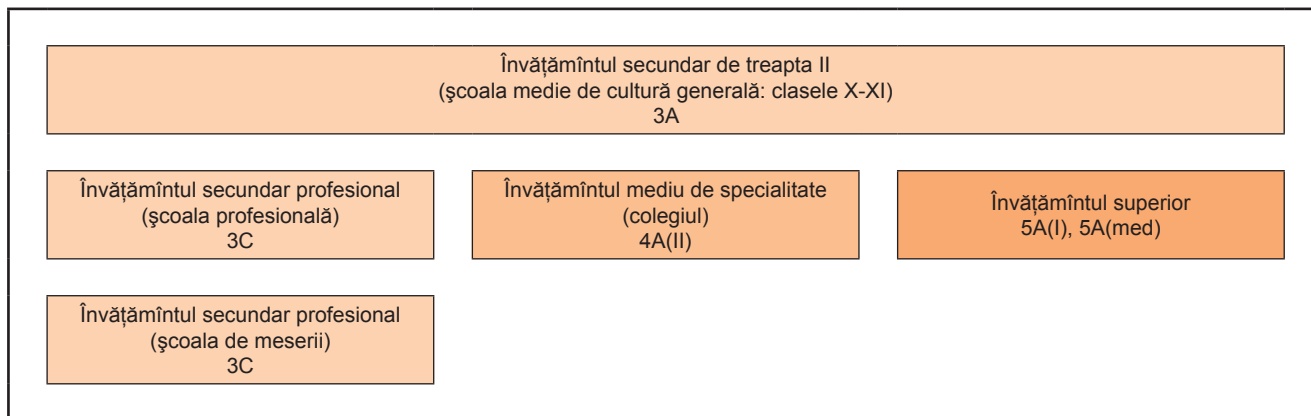 Învățămîntul secundar de treapta II
(şcoala medie de cultură generală: clasele X-XI)
3A
Învățămîntul secundar profesional
(şcoala profesională)
3C
Învățămîntul mediu de specialitate
(colegiul)
4A(II)
Învățămîntul superior
5A(I), 5A(med)
Învățămîntul secundar profesional
(şcoala de meserii)
3C